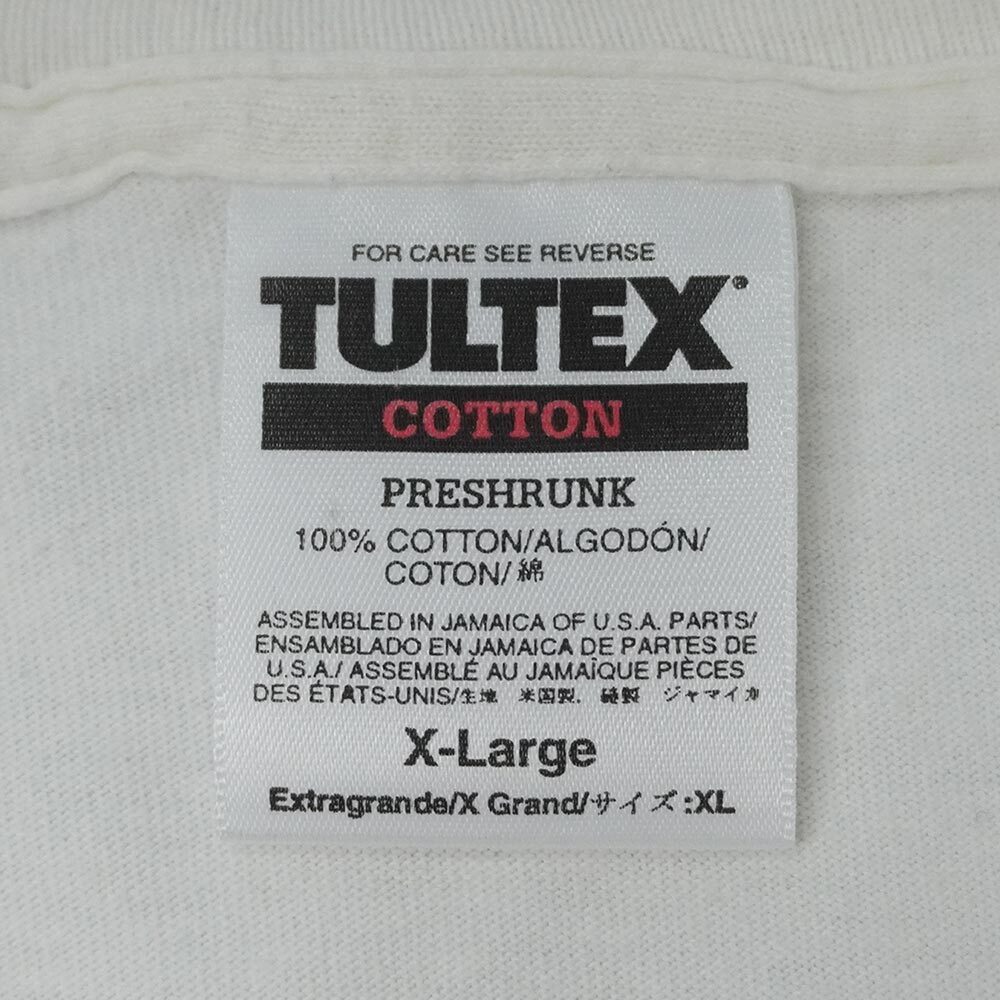 FOR CARE SEE REVERSE
TULTEX®
COTTON
PRESHRUNK
100% COTTON/ALGODÓN/
COTON/綿
ASSEMBLED IN JAMAICA OF U.S.A. PARTS/
ENSAMBLADO EN JAMAICA DE PARTES DE
U.S.A./ ASSEMBLÉ AU JAMAÏQUE PIÈCES
DES ÉTATS-UNIS/生地 米国製. 縫製 ジャマイカ
X-Large
Extragrande/X Grand/サイズ:XL